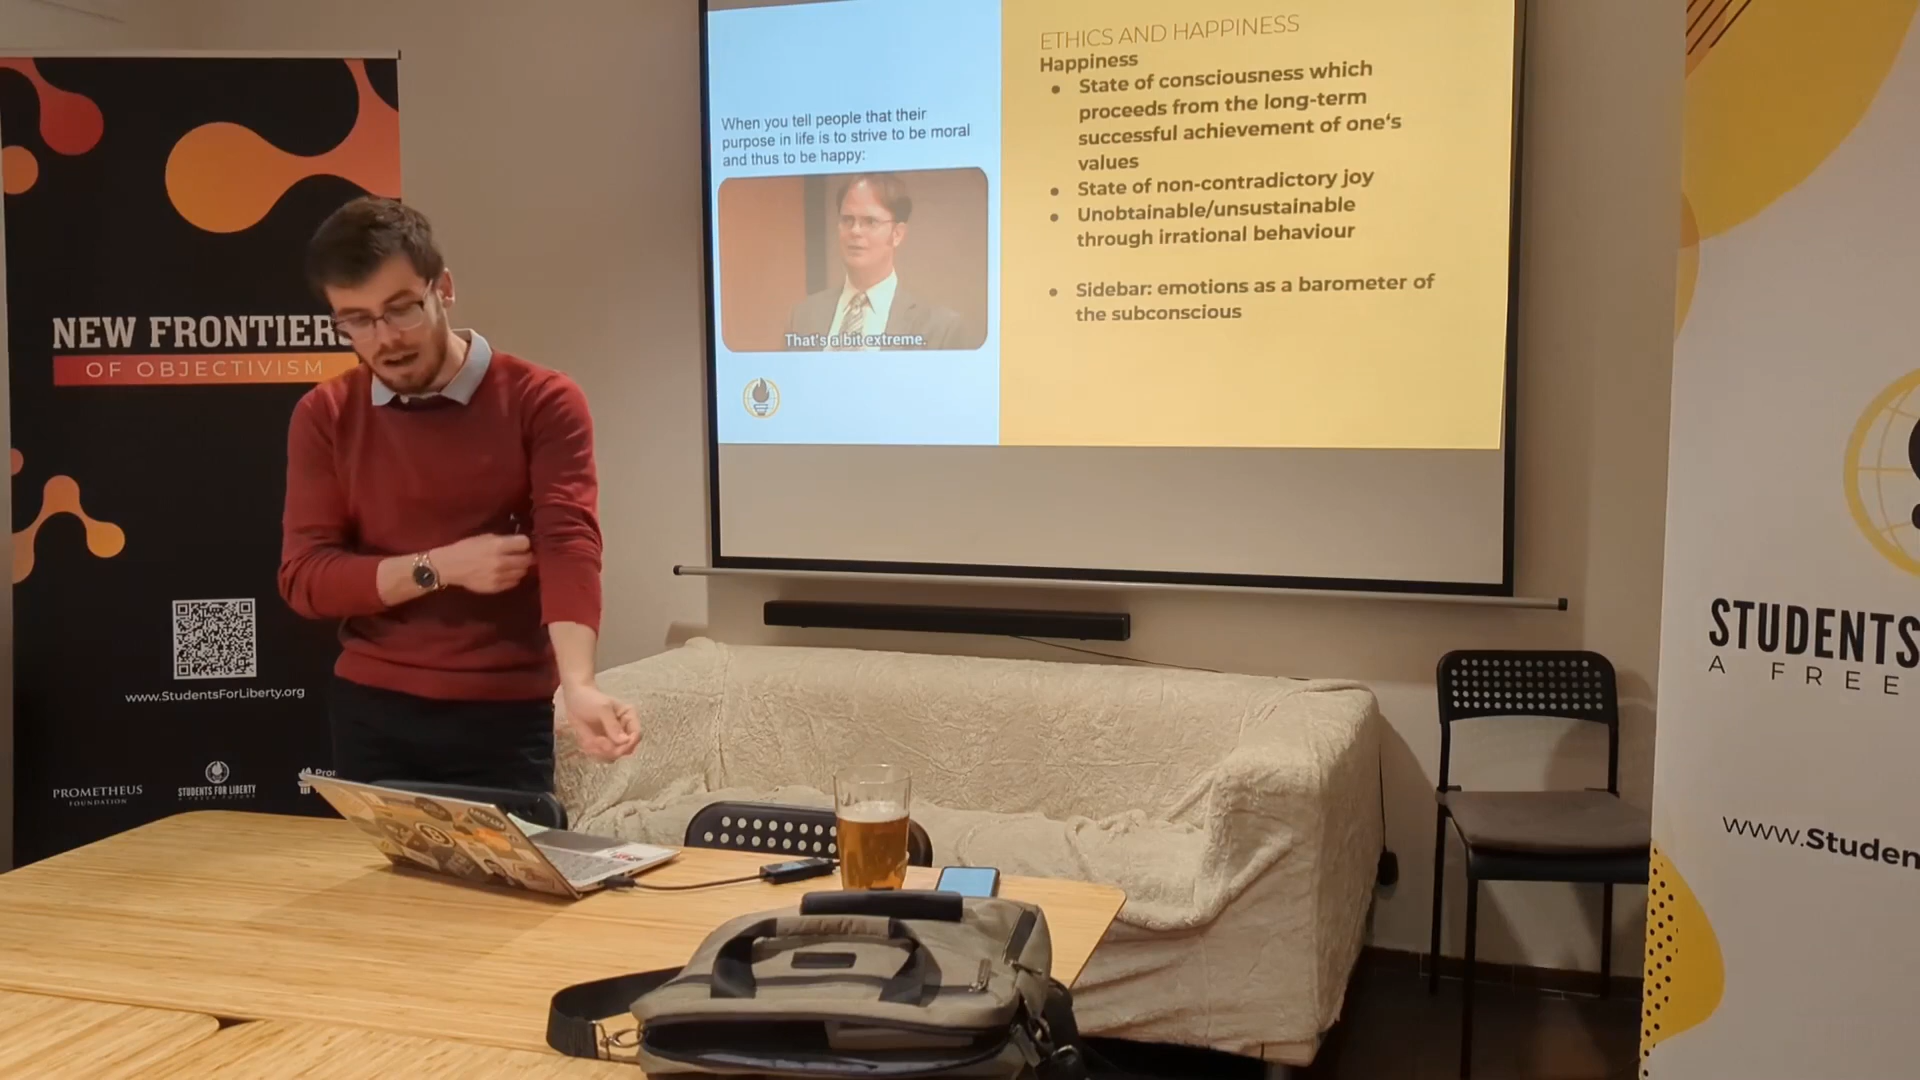 NEW FRONTIERS
OF OBJECTIVISM
www.StudentsForLiberty.org
PROMETHEUS
FOUNDATION
STUDENTS FOR LIBERTY
A FREER FUTURE
When you tell people that their
purpose in life is to strive to be moral
and thus to be happy:
That's a bit extreme.
ETHICS AND HAPPINESS
Happiness
• State of consciousness which
proceeds from the long-term
successful achievement of one's
values
• State of non-contradictory joy
• Unobtainable/unsustainable
through irrational behaviour
• Sidebar: emotions as a barometer of
the subconscious
STUDENTS
A FREE
www.Studen